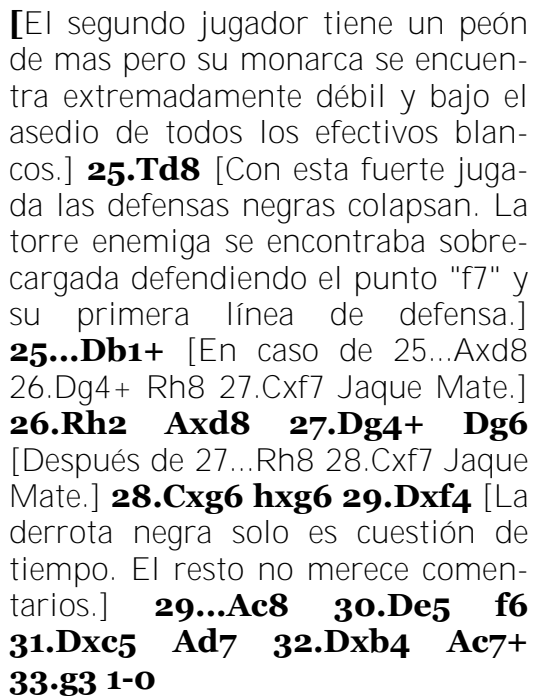 [El segundo jugador tiene un peón
de mas pero su monarca se encuen-
tra extremadamente débil y bajo el
asedio de todos los efectivos blan-
cos.] 25.Td8 [Con esta fuerte juga-
da las defensas negras colapsan. La
torre enemiga se encontraba sobre-
cargada defendiendo el punto "f7" y
su primera línea de defensa.]
25...Db1+ [En caso de 25...Axd8
26.Dg4+ Rh8 27.Cxf7 Jaque Mate.]
26.Rh2 Axd8 27.Dg4+ Dg6
[Después de 27...Rh8 28.Cxf7 Jaque
Mate.] 28.Cxg6 hxg6 29.Dxf4 [La
derrota negra solo es cuestión de
tiempo. El resto no merece comen-
tarios.] 29...Ac8 30.De5 f6
31.Dxc5 Ad7 32.Dxb4 Ac7+
33.g3 1-0